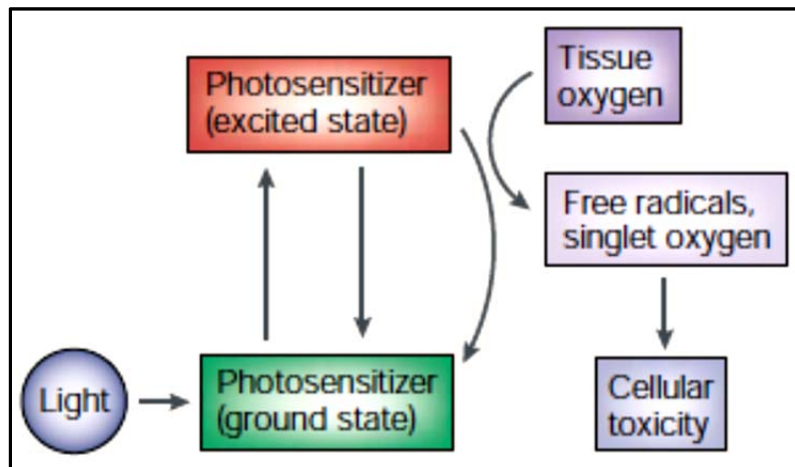 Photosensitizer
(excited state)
Tissue
oxygen
Free radicals,
singlet oxygen
Light
Photosensitizer
(ground state)
Cellular
toxicity